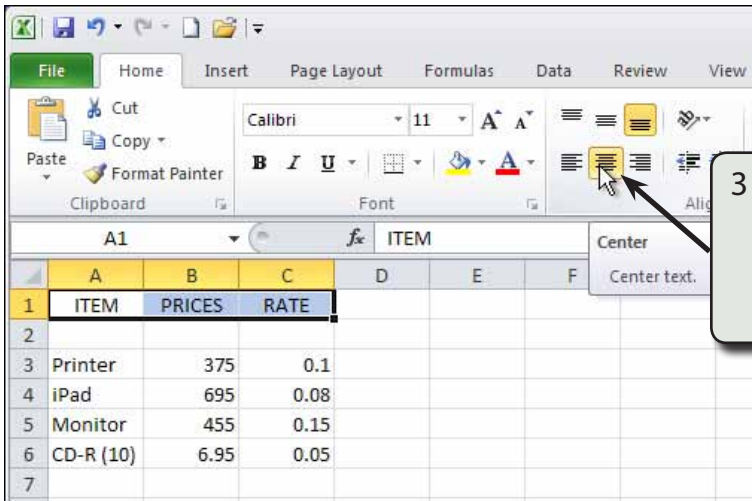 File Home Insert Page Layout Formulas Data Review View
Cut
Copy
Paste
Format Painter
Calibri 11 A A
B I U A
Clipboard Font
3
A1 fx ITEM
Center
Center text.
A B C D E F
1 ITEM PRICES RATE
2
3 Printer 375 0.1
4 iPad 695 0.08
5 Monitor 455 0.15
6 CD-R (10) 6.95 0.05
7